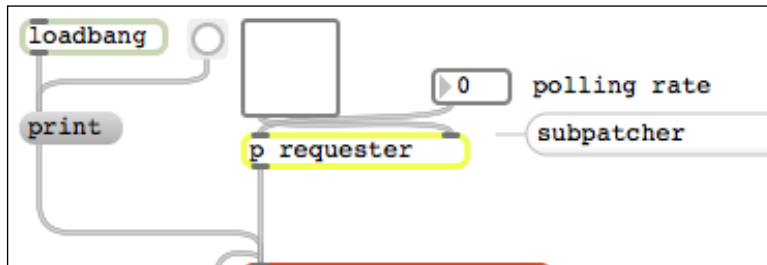 loadbang
0
polling rate
print
subpatcher
p requester